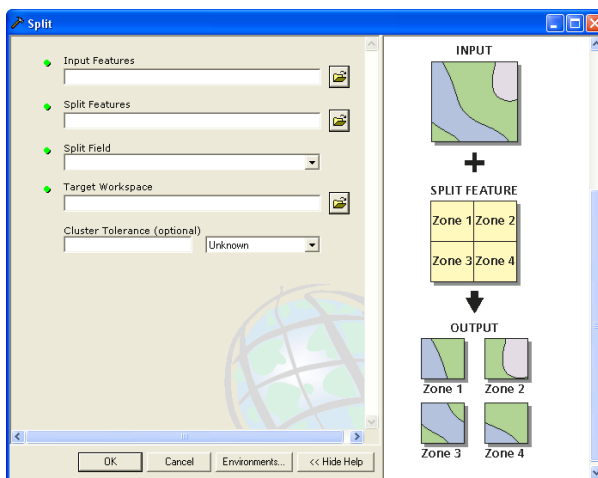 Split
Input Features
Split Features
Split Field
Target Workspace
Cluster Tolerance (optional)
Unknown
OK
Cancel
Environments...
<< Hide Help
INPUT
SPLIT FEATURE
Zone 1 Zone 2
Zone 3 Zone 4
OUTPUT
Zone 1 Zone 2
Zone 3 Zone 4